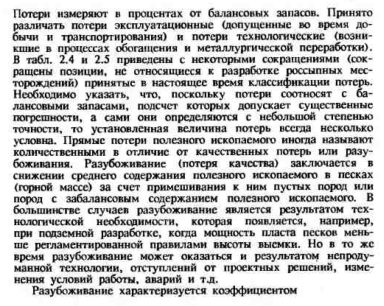 Потери измеряют в процентах от балансовых запасов. Принято
различать потери эксплуатационные (допущенные во время до-
бычи и транспортирования) и потери технологические (возник-
шие в процессах обогащения и металлургической переработки).
В табл. 2.4 и 2.5 приведены с некоторыми сокращениями (сок-
ращены позиции, не относящиеся к разработке россыпных мес-
торождений) принятые в настоящее время классификации потерь.
Необходимо указать, что, поскольку потери соотносят с ба-
лансовыми запасами, подсчет которых допускает существенные
погрешности, а сами они определяются с небольшой степенью
точности, то установленная величина потерь всегда несколько
условна. Прямые потери полезного ископаемого иногда называют
количественными в отличие от качественных потерь или разу-
боживания. Разубоживание (потеря качества) заключается в
снижении среднего содержания полезного ископаемого в песках
(горной массе) за счет примешивания к ним пустых пород или
пород с забалансовым содержанием полезного ископаемого. В
большинстве случаев разубоживание является результатом тех-
нологической необходимости, которая появляется, например,
при подземной разработке, когда мощность пласта песков мень-
ше регламентированной правилами высоты выемки. Но в то же
время разубоживание может оказаться и результатом непроду-
манной технологии, отступлений от проектных решений, изме-
нения условий работы, аварий и т.д.
Разубоживание характеризуется коэффициентом